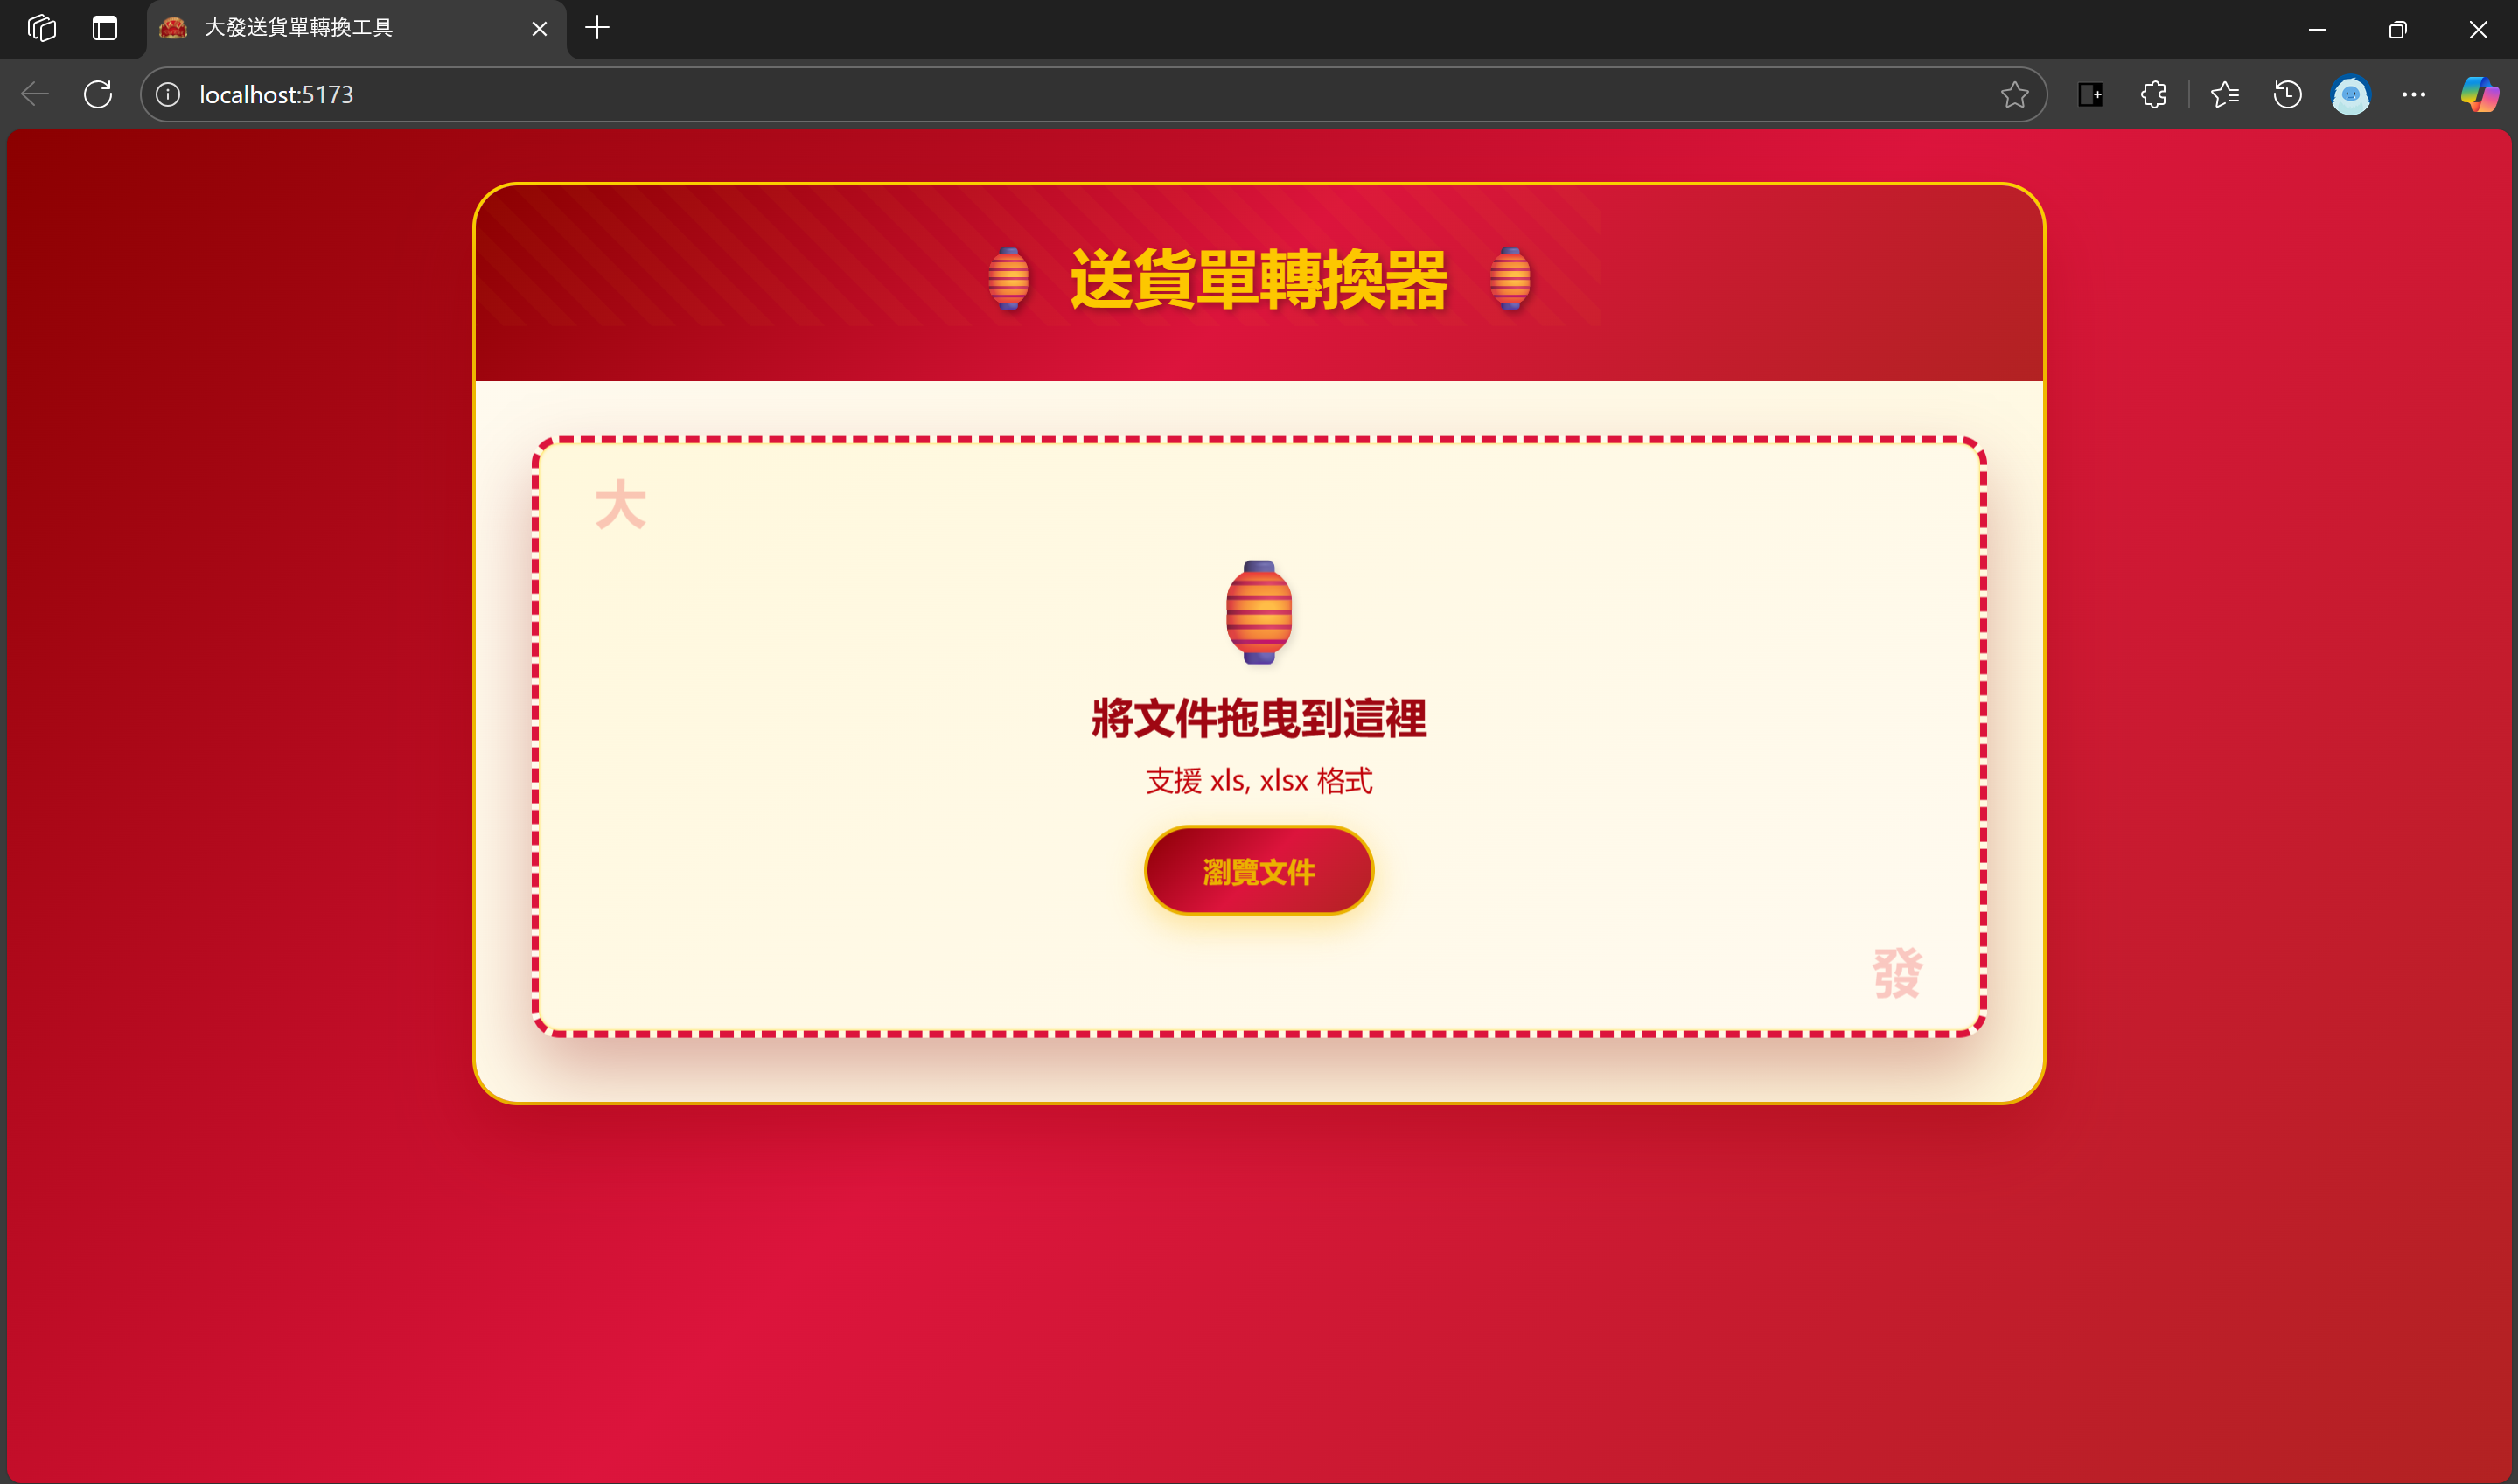 大發送貨單轉換工具
localhost:5173
送貨單轉換器
大
將文件拖曳到這裡
支援 xls, xlsx 格式
瀏覽文件
發